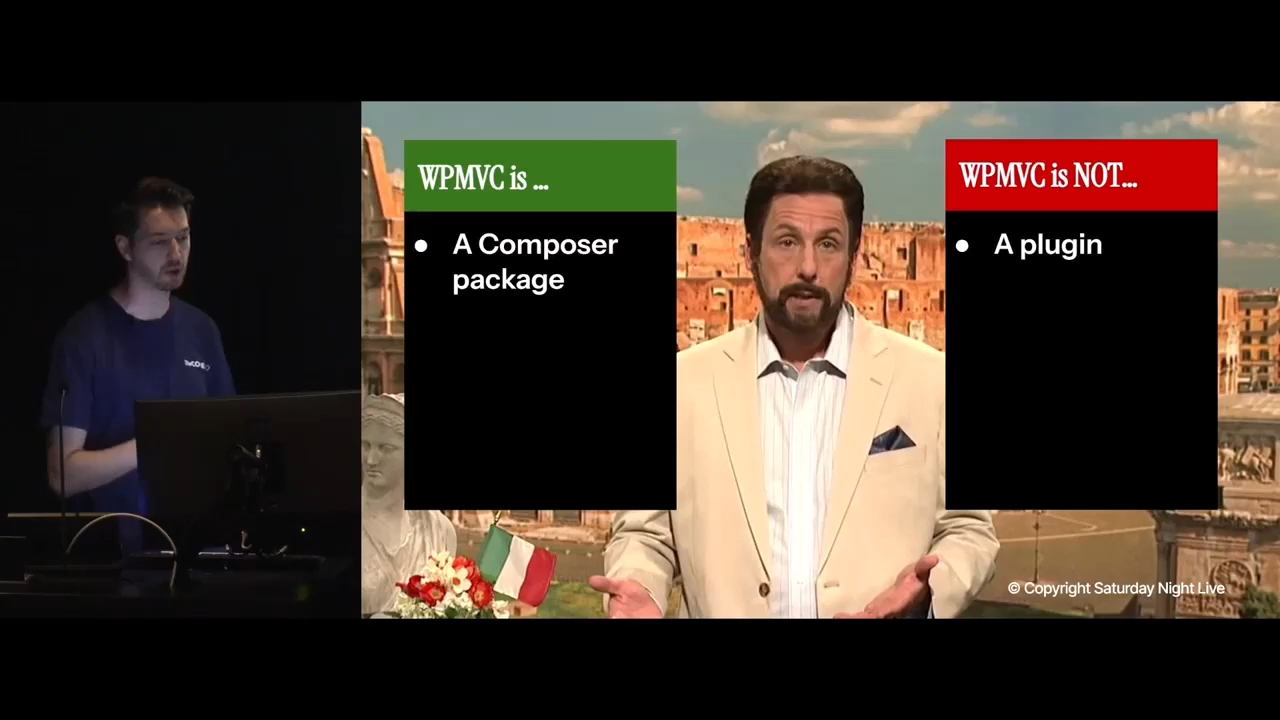 WPMVC is ...
● A Composer
package
WPMVC is NOT...
● A plugin
© Copyright Saturday Night Live